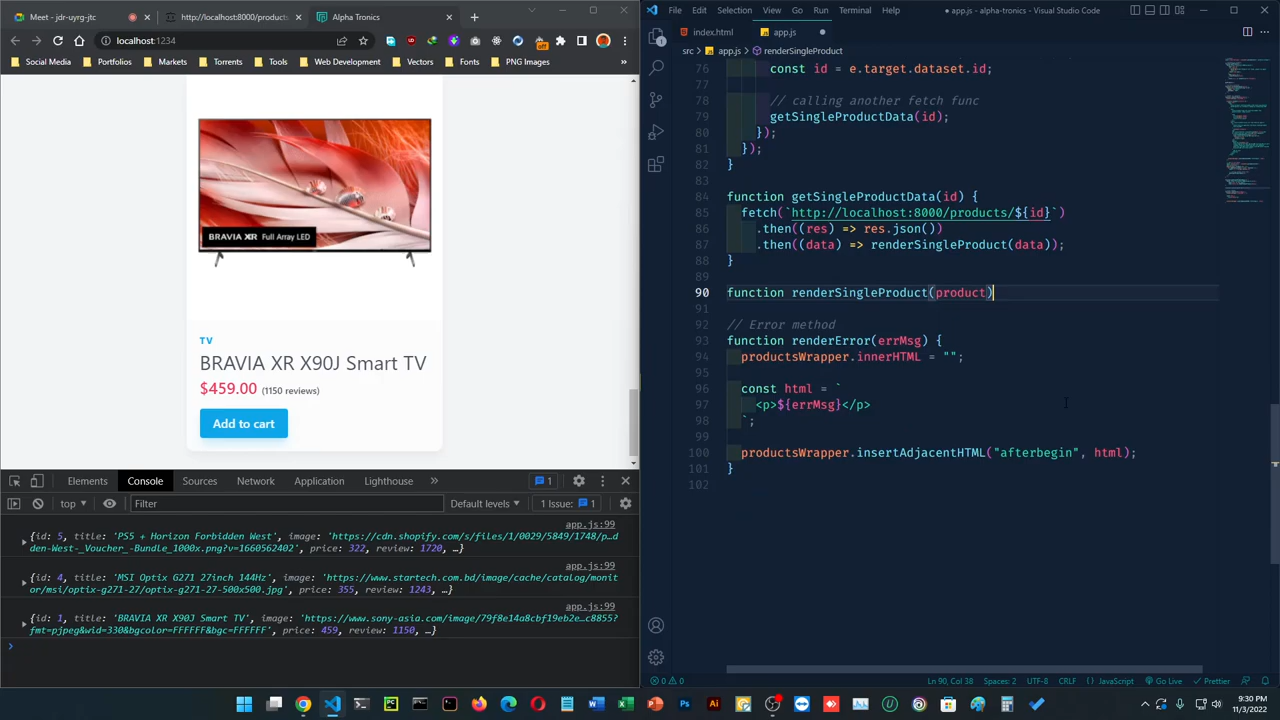 Meet - jdr-uyrg-jtc
http://localhost:8000/products
Alpha Tronics
localhost:1234
Social Media
Portfolios
Markets
Torrents
Tools
Web Development
Vectors
Fonts
PNG Images
»
BRAVIA XR Full Array LED
TV
BRAVIA XR X90J Smart TV
$459.00 (1150 reviews)
Add to cart
Elements
Console
Sources
Network
Application
Lighthouse
»
1
top
Filter
Default levels
1 Issue: 1
app.js:99
{id: 5, title: 'PS5 + Horizon Forbidden West', image: 'https://cdn.shopify.com/s/files/1/0029/5849/1748/p…d
den-West-_Voucher_-Bundle_1000x.png?v=1660562402', price: 322, review: 1720, …}
app.js:99
{id: 4, title: 'MSI Optix G271 27inch 144Hz', image: 'https://www.startech.com.bd/image/cache/catalog/monit
or/msi/optix-g271-27/optix-g271-27-500x500.jpg', price: 355, review: 1243, …}
app.js:99
{id: 1, title: 'BRAVIA XR X90J Smart TV', image: 'https://www.sony-asia.com/image/79f8e14a8cbf19eb2e…c8855?
fmt=pjpeg&wid=330&bgcolor=FFFFFF&bgc=FFFFFF', price: 459, review: 1150, …}
File Edit Selection View Go Run Terminal Help
● app.js - alpha-tronics - Visual Studio Code
index.html
app.js
src > app.js > renderSingleProduct
76 const id = e.target.dataset.id;
77
78 // calling another fetch func
79 getSingleProductData(id);
80 });
81 });
82 }
83
84 function getSingleProductData(id) {
85 fetch(`http://localhost:8000/products/${id}`)
86 .then((res) => res.json())
87 .then((data) => renderSingleProduct(data));
88 }
89
90 function renderSingleProduct(product)
91
92 // Error method
93 function renderError(errMsg) {
94 productsWrapper.innerHTML = "";
95
96 const html = `
97 <p>${errMsg}</p>
98 `;
99
100 productsWrapper.insertAdjacentHTML("afterbegin", html);
101 }
102
0 0
Ln 90, Col 38
Spaces: 2
UTF-8
CRLF
{} JavaScript
Go Live
Prettier
9:30 PM
11/3/2022